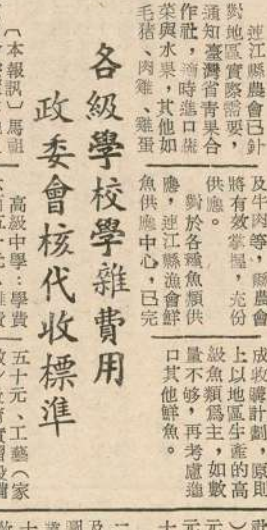 連江縣農會已針
對地區實際需要，
通知臺灣省青果合
作社，適時進口蔬
菜與水果，其他如
毛猪、肉雞、雞蛋
及牛肉等，縣農會
將有效掌握，充份
供應。
對於各種魚類供
應，連江縣漁會鮮
魚供應中心，已完
成收購計劃，原則
上以地區生產的高
級魚類爲主，如數
量不够，再考慮進
口其他鮮魚。
各級學校學雜費用
政委會核代收標準
〔本報訊〕馬祖
高級中學：學費
五十元、工藝（家